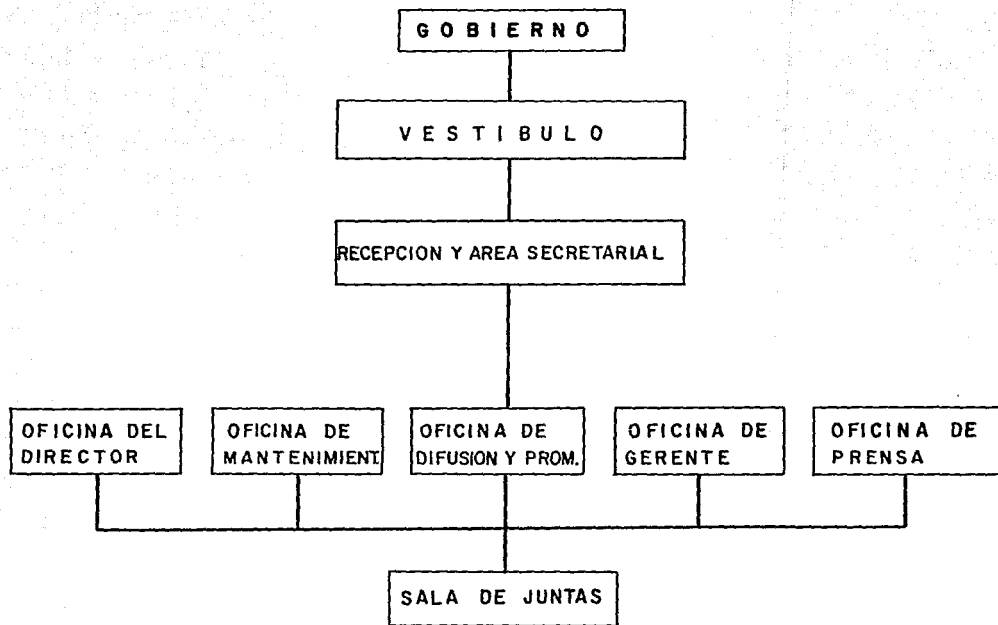 GOBIERNO
VESTIBULO
RECEPCION Y AREA SECRETARIAL
OFICINA DEL
DIRECTOR
OFICINA DE
MANTENIMIENT.
OFICINA DE
DIFUSION Y PROM.
OFICINA DE
GERENTE
OFICINA DE
PRENSA
SALA DE JUNTAS